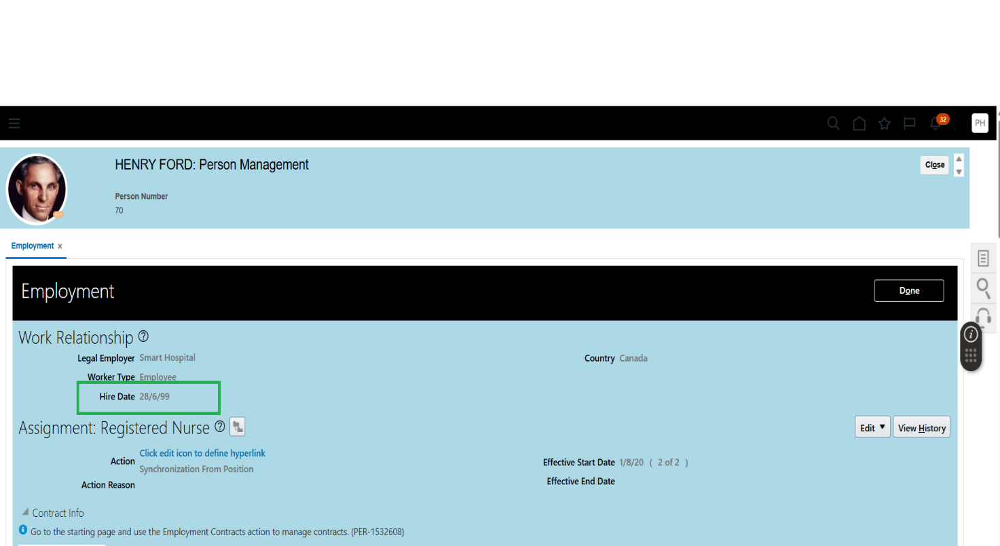 32
PH
HENRY FORD: Person Management
Close
Person Number
70
Employment x
Employment
Done
Work Relationship ?
Legal Employer Smart Hospital
Country Canada
Worker Type Employee
Hire Date 28/6/99
Assignment: Registered Nurse ?
Edit ▼ View History
Action Click edit icon to define hyperlink
Synchronization From Position
Effective Start Date 1/8/20 ( 2 of 2 )
Action Reason
Effective End Date
Contract Info
Go to the starting page and use the Employment Contracts action to manage contracts. (PER-1532608)